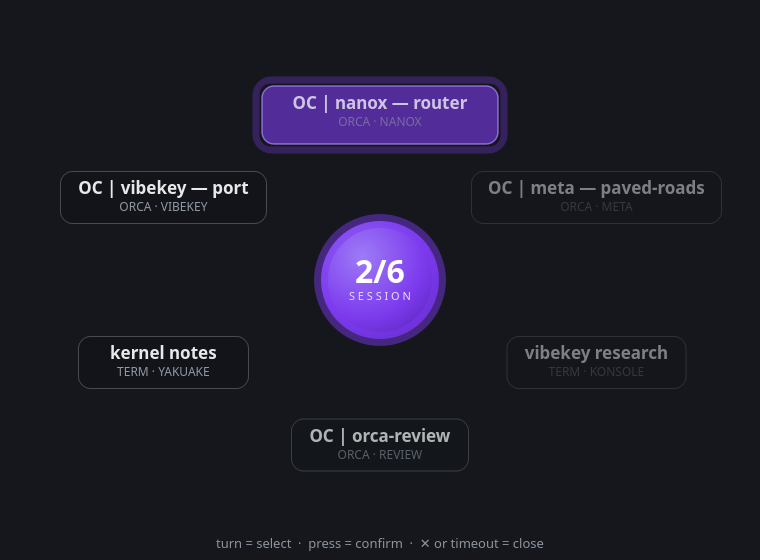 OC | nanox — router
ORCA · NANOX
OC | vibekey — port
ORCA · VIBEKEY
OC | meta — paved-roads
ORCA · META
2/6
SESSION
kernel notes
TERM · YAKUAKE
vibekey research
TERM · KONSOLE
OC | orca-review
ORCA · REVIEW
turn = select · press = confirm · ✕ or timeout = close